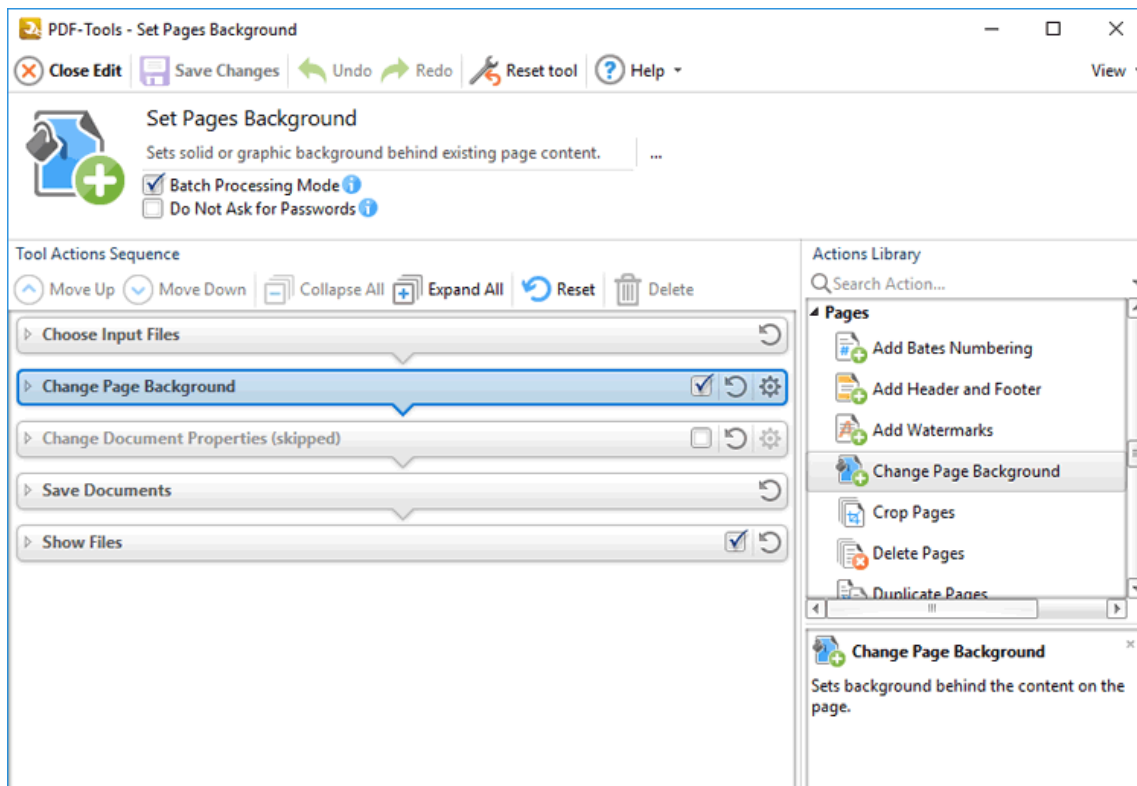 PDF-Tools - Set Pages Background
Close Edit Save Changes Undo Redo Reset tool Help View
Set Pages Background
Sets solid or graphic background behind existing page content. ...
Batch Processing Mode
Do Not Ask for Passwords
Tool Actions Sequence
Move Up Move Down Collapse All Expand All Reset Delete
Choose Input Files
Change Page Background
Change Document Properties (skipped)
Save Documents
Show Files
Actions Library
Search Action...
Pages
Add Bates Numbering
Add Header and Footer
Add Watermarks
Change Page Background
Crop Pages
Delete Pages
Duplicate Pages
Change Page Background
Sets background behind the content on the
page.